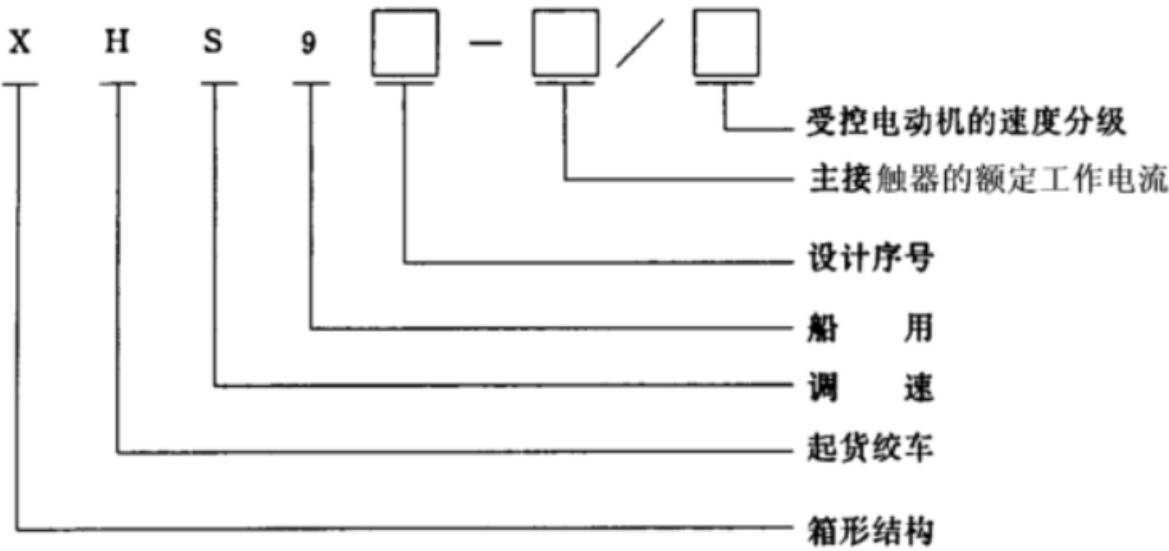 X H S 9 □ － □ ／ □
受控电动机的速度分级
主接触器的额定工作电流
设计序号
船 用
调 速
起货绞车
箱形结构